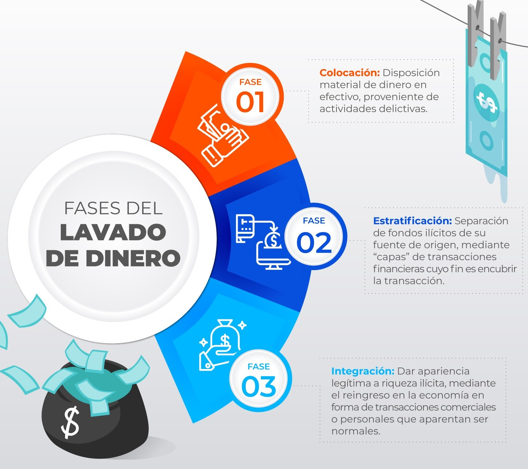 FASES DEL
LAVADO
DE DINERO
FASE
01
Colocación: Disposición
material de dinero en
efectivo, proveniente de
actividades delictivas.
FASE
02
Estratificación: Separación
de fondos ilícitos de su
fuente de origen, mediante
“capas” de transacciones
financieras cuyo fin es encubrir
la transacción.
FASE
03
Integración: Dar apariencia
legítima a riqueza ilícita, mediante
el reingreso en la economía en
forma de transacciones comerciales
o personales que aparentan ser
normales.
$
$
$
$